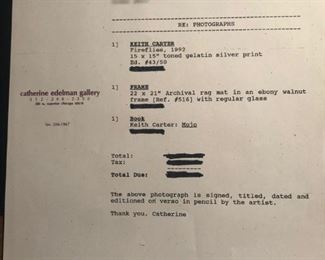 RE: PHOTOGRAPHS
1] KEITH CARTER
Fireflies, 1992
15 x 15" toned gelatin silver print
Ed. #43/50
1] FRAME
22 x 21" Archival rag mat in an ebony walnut
frame [Ref. #516] with regular glass
catherine edelman gallery
1] Book
Keith Carter: Mojo
Total:
Tax:
Total Due:
The above photograph is signed, titled, dated and
editioned on verso in pencil by the artist.
Thank you. Catherine